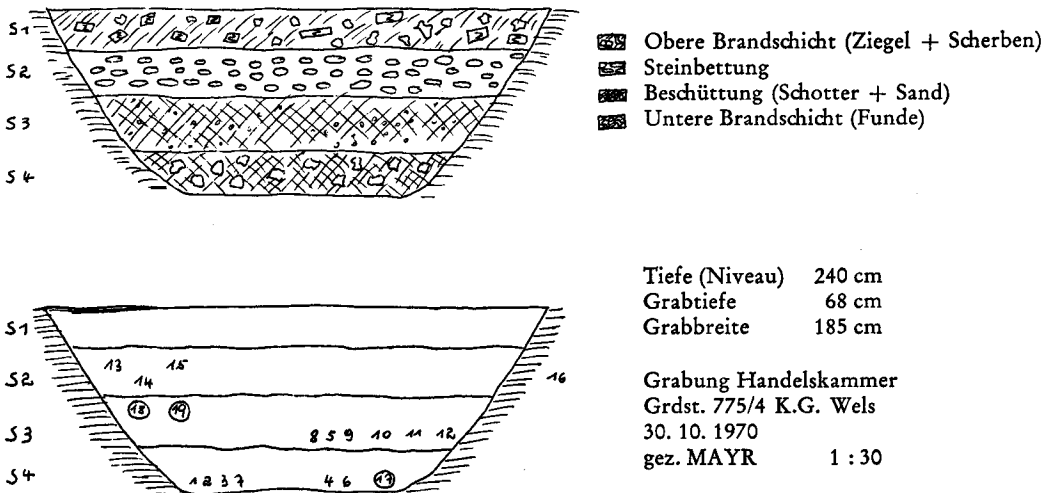 S1
S2
S3
S4
Obere Brandschicht (Ziegel + Scherben)
Steinbettung
Beschüttung (Schotter + Sand)
Untere Brandschicht (Funde)
S1
S2
13 14 15 16
S3
18 19
8 5 9 10 11 12
S4
1 2 3 7 4 6 17
Tiefe (Niveau) 240 cm
Grabtiefe 68 cm
Grabbreite 185 cm
Grabung Handelskammer
Grdst. 775/4 K.G. Wels
30. 10. 1970
gez. MAYR 1 : 30